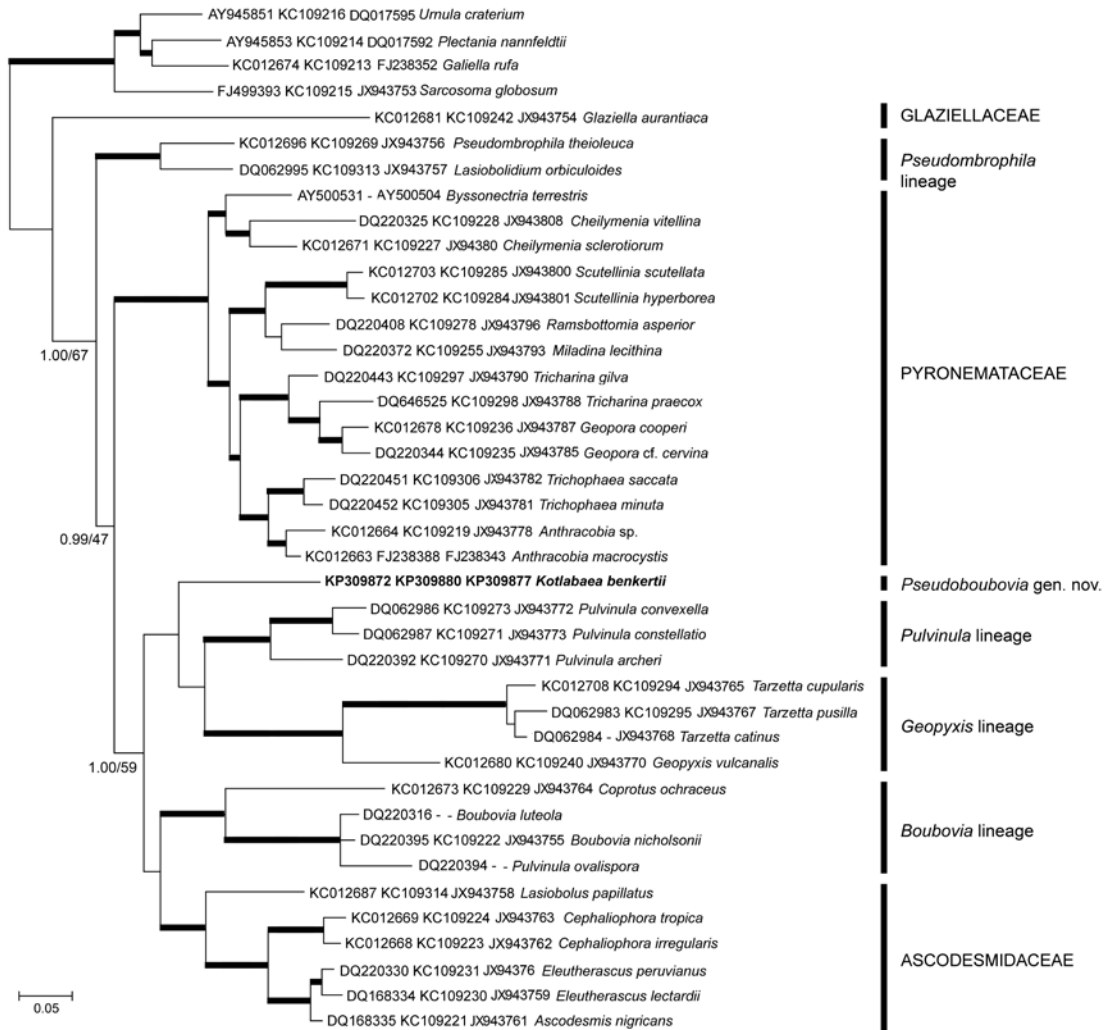 AY945851 KC109216 DQ017595 Urnula craterium
AY945853 KC109214 DQ017592 Plectania nannfeldtii
KC012674 KC109213 FJ238352 Galiella rufa
FJ499393 KC109215 JX943753 Sarcosoma globosum
KC012681 KC109242 JX943754 Glaziella aurantiaca
GLAZIELLACEAE
KC012696 KC109269 JX943756 Pseudombrophila theioleuca
DQ062995 KC109313 JX943757 Lasiobolidium orbiculoides
Pseudombrophila
lineage
AY500531 - AY500504 Byssonectria terrestris
DQ220325 KC109228 JX943808 Cheilymenia vitellina
KC012671 KC109227 JX94380 Cheilymenia sclerotiorum
KC012703 KC109285 JX943800 Scutellinia scutellata
KC012702 KC109284 JX943801 Scutellinia hyperborea
DQ220408 KC109278 JX943796 Ramsbottomia asperior
DQ220372 KC109255 JX943793 Miladina lecithina
1.00/67
DQ220443 KC109297 JX943790 Tricharina gilva
PYRONEMATACEAE
DQ646525 KC109298 JX943788 Tricharina praecox
KC012678 KC109236 JX943787 Geopora cooperi
DQ220344 KC109235 JX943785 Geopora cf. cervina
DQ220451 KC109306 JX943782 Trichophaea saccata
DQ220452 KC109305 JX943781 Trichophaea minuta
KC012664 KC109219 JX943778 Anthracobia sp.
0.99/47
KC012663 FJ238388 FJ238343 Anthracobia macrocystis
KP309872 KP309880 KP309877 Kotlabaea benkertii
Pseudoboubovia gen. nov.
DQ062986 KC109273 JX943772 Pulvinula convexella
DQ062987 KC109271 JX943773 Pulvinula constellatio
Pulvinula lineage
DQ220392 KC109270 JX943771 Pulvinula archeri
KC012708 KC109294 JX943765 Tarzetta cupularis
DQ062983 KC109295 JX943767 Tarzetta pusilla
Geopyxis lineage
DQ062984 - JX943768 Tarzetta catinus
1.00/59
KC012680 KC109240 JX943770 Geopyxis vulcanalis
KC012673 KC109229 JX943764 Coprotus ochraceus
DQ220316 - - Boubovia luteola
Boubovia lineage
DQ220395 KC109222 JX943755 Boubovia nicholsonii
DQ220394 - - Pulvinula ovalispora
KC012687 KC109314 JX943758 Lasiobolus papillatus
KC012669 KC109224 JX943763 Cephaliophora tropica
KC012668 KC109223 JX943762 Cephaliophora irregularis
ASCODESMIDACEAE
DQ220330 KC109231 JX94376 Eleutherascus peruvianus
DQ168334 KC109230 JX943759 Eleutherascus lectardii
0.05
DQ168335 KC109221 JX943761 Ascodesmis nigricans